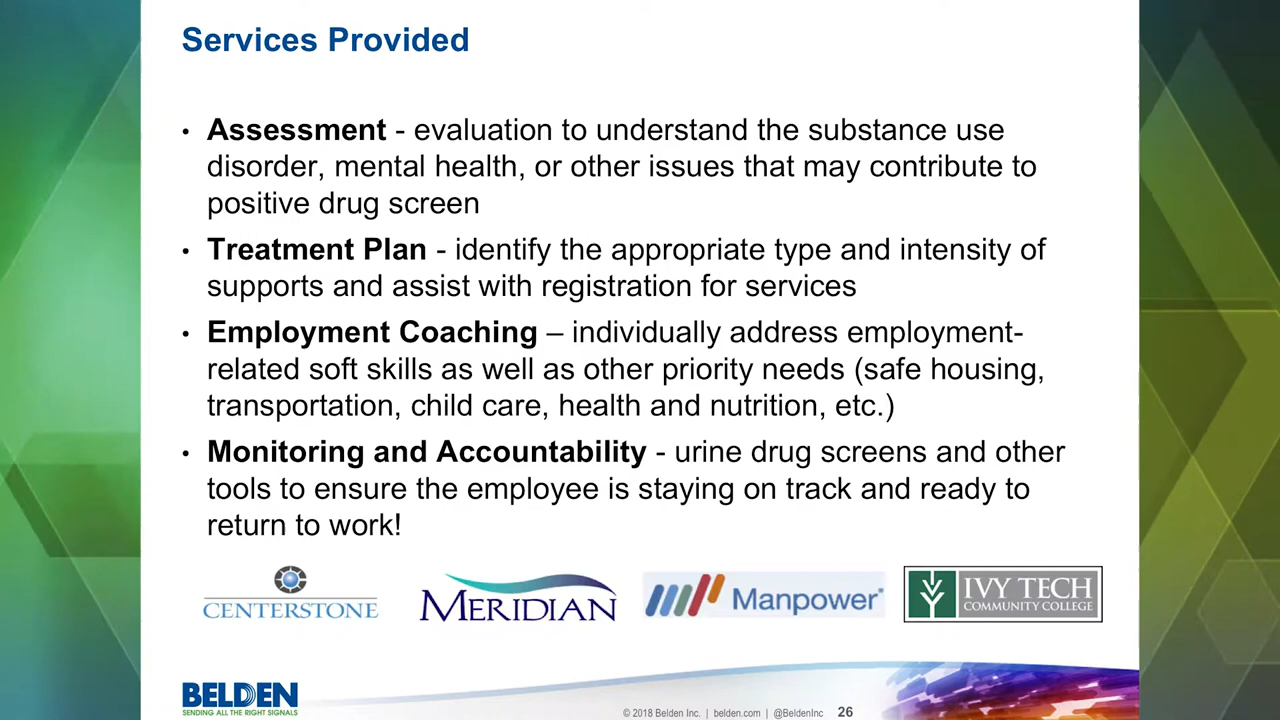 Services Provided
• Assessment - evaluation to understand the substance use
disorder, mental health, or other issues that may contribute to
positive drug screen
• Treatment Plan - identify the appropriate type and intensity of
supports and assist with registration for services
• Employment Coaching – individually address employment-
related soft skills as well as other priority needs (safe housing,
transportation, child care, health and nutrition, etc.)
• Monitoring and Accountability - urine drug screens and other
tools to ensure the employee is staying on track and ready to
return to work!
CENTERSTONE
MERIDIAN
Manpower
IVY TECH
COMMUNITY COLLEGE
BELDEN
SENDING ALL THE RIGHT SIGNALS
© 2018 Belden Inc. | belden.com | @BeldenInc 26